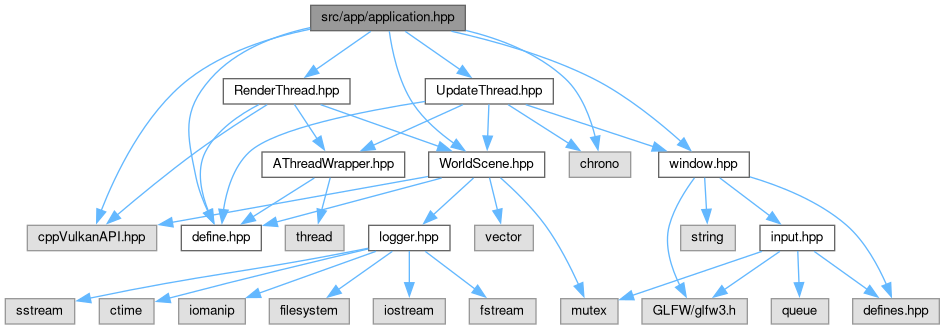 src/app/application.hpp
RenderThread.hpp
UpdateThread.hpp
AThreadWrapper.hpp
WorldScene.hpp
chrono
window.hpp
cppVulkanAPI.hpp
define.hpp
thread
logger.hpp
vector
string
input.hpp
sstream
ctime
iomanip
filesystem
iostream
fstream
mutex
GLFW/glfw3.h
queue
defines.hpp